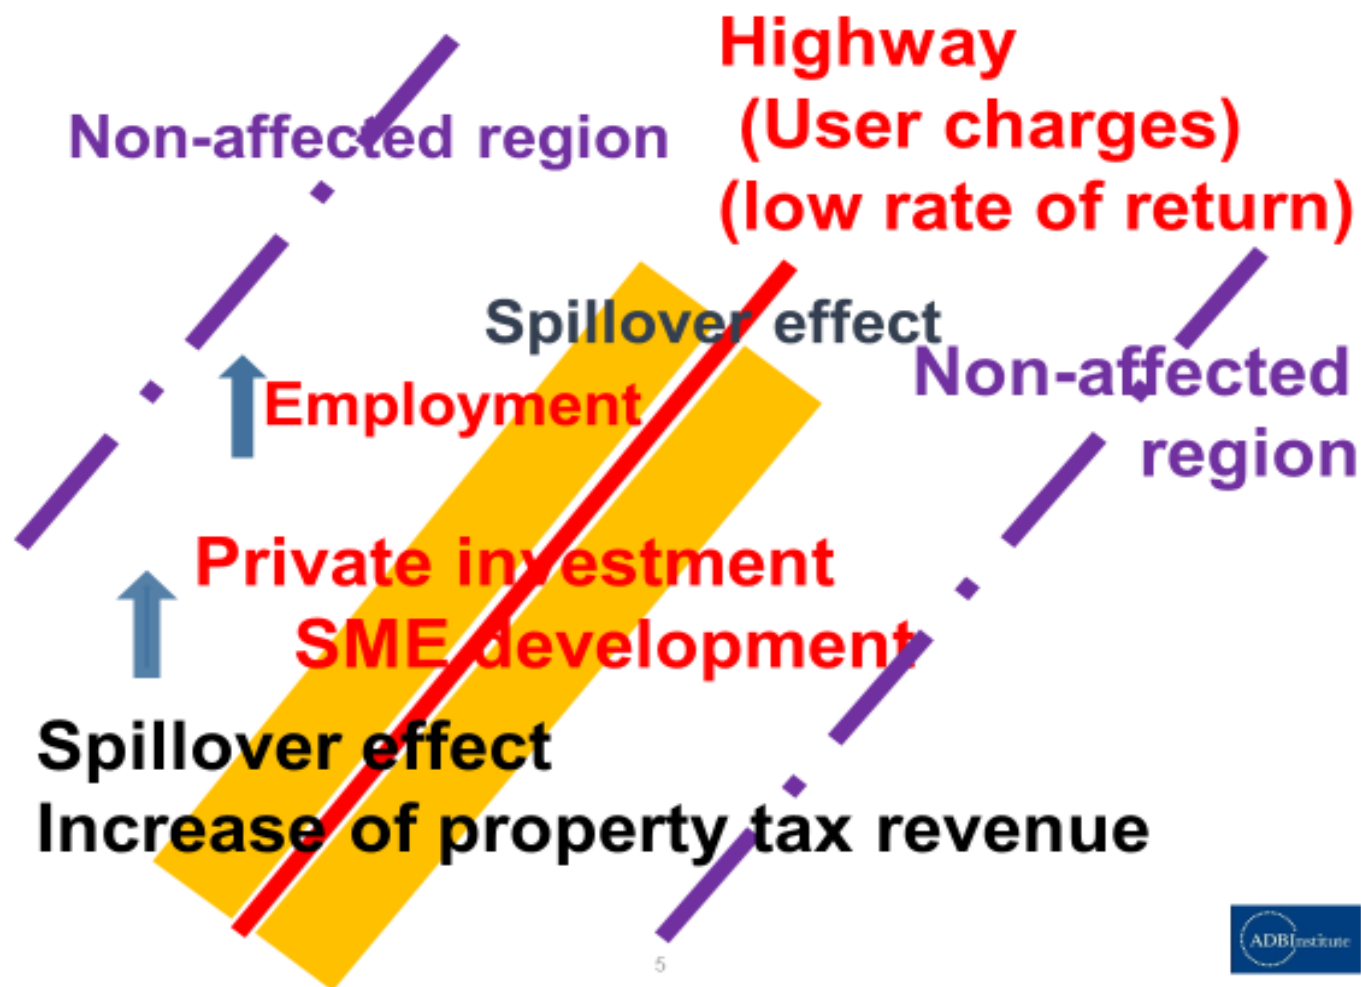 Highway
(User charges)
(low rate of return)
Non-affected region
Spillover effect
Non-affected
region
Employment
Private investment
SME development
Spillover effect
Increase of property tax revenue
5
ADBInstitute